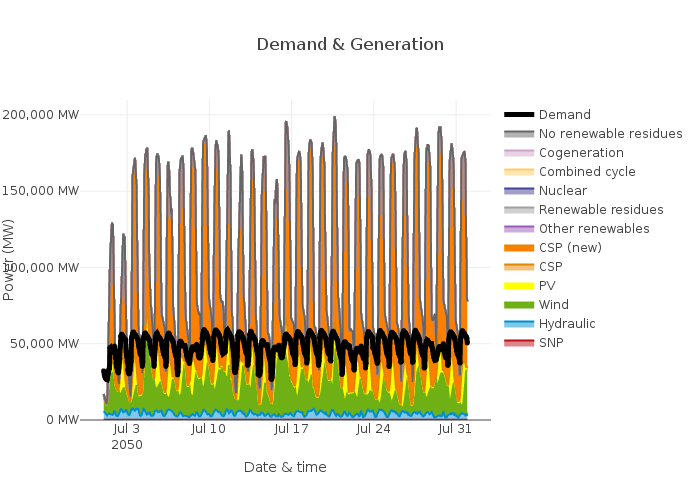 Demand & Generation
200,000 MW
150,000 MW
100,000 MW
50,000 MW
0 MW
Power (MW)
Jul 3
2050
Jul 10
Jul 17
Jul 24
Jul 31
Date & time
Demand
No renewable residues
Cogeneration
Combined cycle
Nuclear
Renewable residues
Other renewables
CSP (new)
CSP
PV
Wind
Hydraulic
SNP